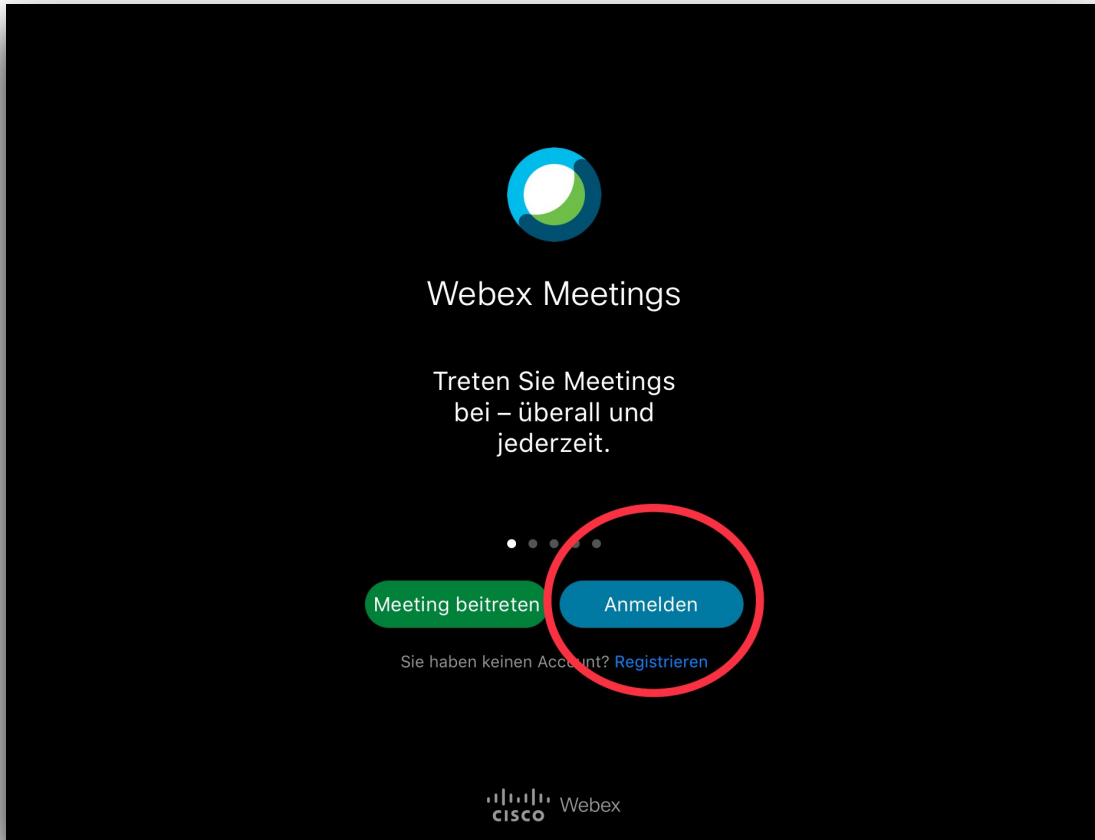 Webex Meetings
Treten Sie Meetings
bei – überall und
jederzeit.
Meeting beitreten Anmelden
Sie haben keinen Account? Registrieren
CISCO Webex